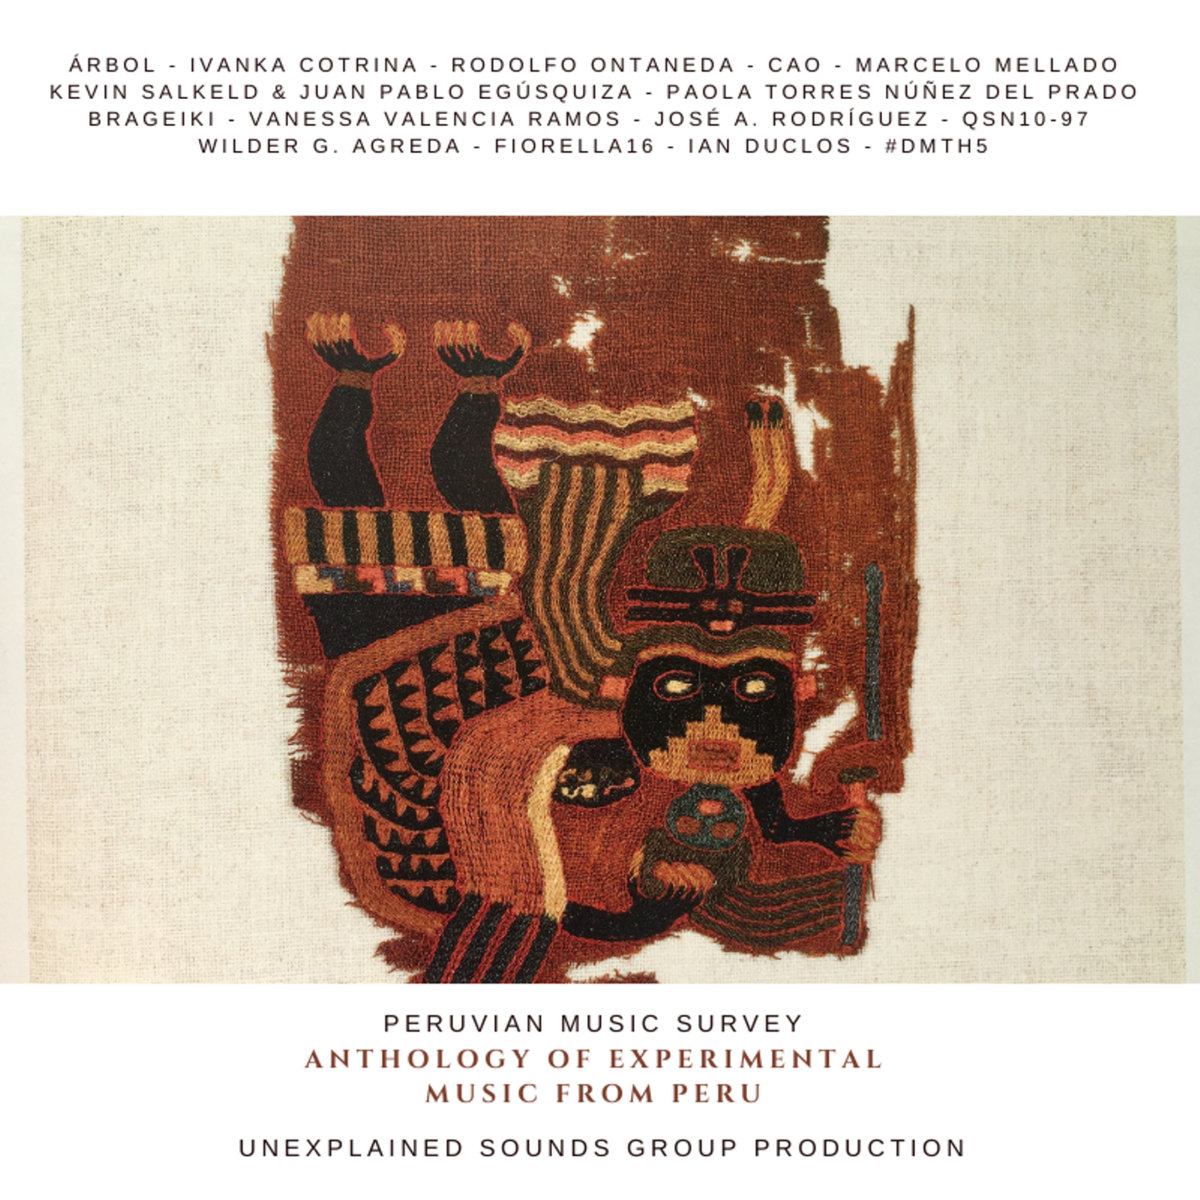 ÁRBOL - IVANKA COTRINA - RODOLFO ONTANEDA - CAO - MARCELO MELLADO
KEVIN SALKELD & JUAN PABLO EGÚSQUIZA - PAOLA TORRES NÚÑEZ DEL PRADO
BRAGEIKI - VANESSA VALENCIA RAMOS - JOSÉ A. RODRÍGUEZ - QSN10-97
WILDER G. AGREDA - FIORELLA16 - IAN DUCLOS - #DMTH5
PERUVIAN MUSIC SURVEY
ANTHOLOGY OF EXPERIMENTAL
MUSIC FROM PERU
UNEXPLAINED SOUNDS GROUP PRODUCTION